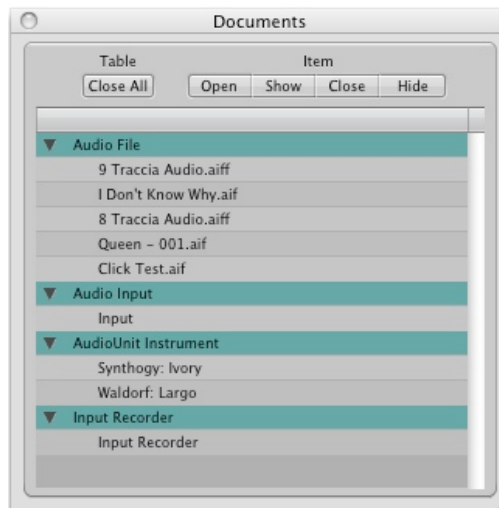 Documents
Table Item
Close All Open Show Close Hide
Audio File
9 Traccia Audio.aiff
I Don't Know Why.aif
8 Traccia Audio.aiff
Queen – 001.aif
Click Test.aif
Audio Input
Input
AudioUnit Instrument
Synthogy: Ivory
Waldorf: Largo
Input Recorder
Input Recorder